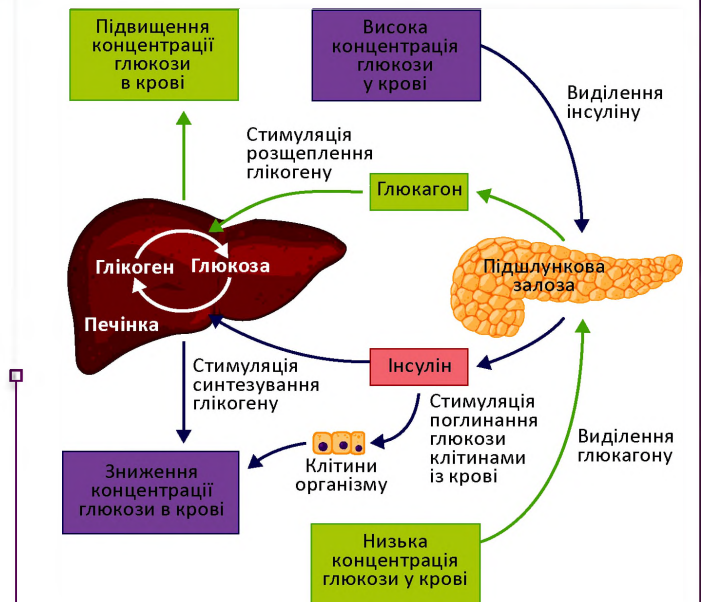 Підвищення
концентрації
глюкози
в крові
Висока
концентрація
глюкози
у крові
Виділення
інсуліну
Стимуляція
розщеплення
глікогену
Глюкагон
Глікоген
Глюкоза
Печінка
Підшлункова
залоза
Стимуляція
синтезування
глікогену
Інсулін
Стимуляція
поглинання
глюкози
клітинами
із крові
Виділення
глюкагону
Клітини
організму
Зниження
концентрації
глюкози в крові
Низька
концентрація
глюкози у крові